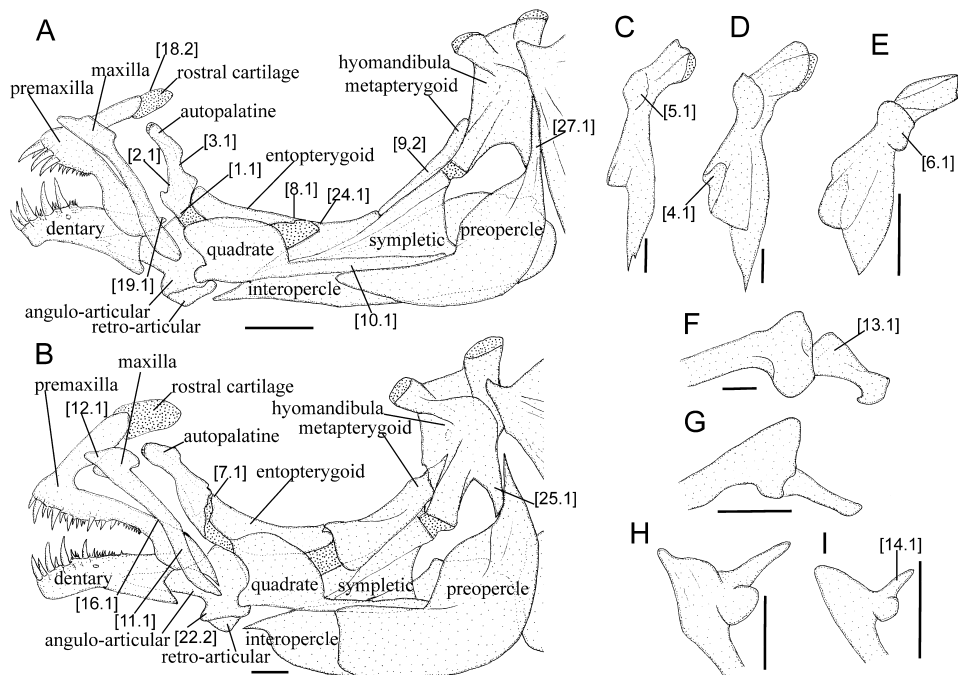 A
[18.2]
maxilla
rostral cartilage
premaxilla
autopalatine
[3.1]
[2.1]
entopterygoid
[1.1]
[8.1]
[24.1]
[9.2]
hyomandibula
metapterygoid
[27.1]
dentary
quadrate
sympletic
preopercle
[19.1]
interopercle
angulo-articular
retro-articular
[10.1]
B
maxilla
premaxilla
rostral cartilage
[12.1]
autopalatine
hyomandibula
metapterygoid
[7.1]
entopterygoid
[25.1]
dentary
quadrate
sympletic
preopercle
[16.1]
[11.1]
angulo-articular
[22.2]
interopercle
retro-articular
C
D
E
[5.1]
[4.1]
[6.1]
F
[13.1]
G
H
I
[14.1]